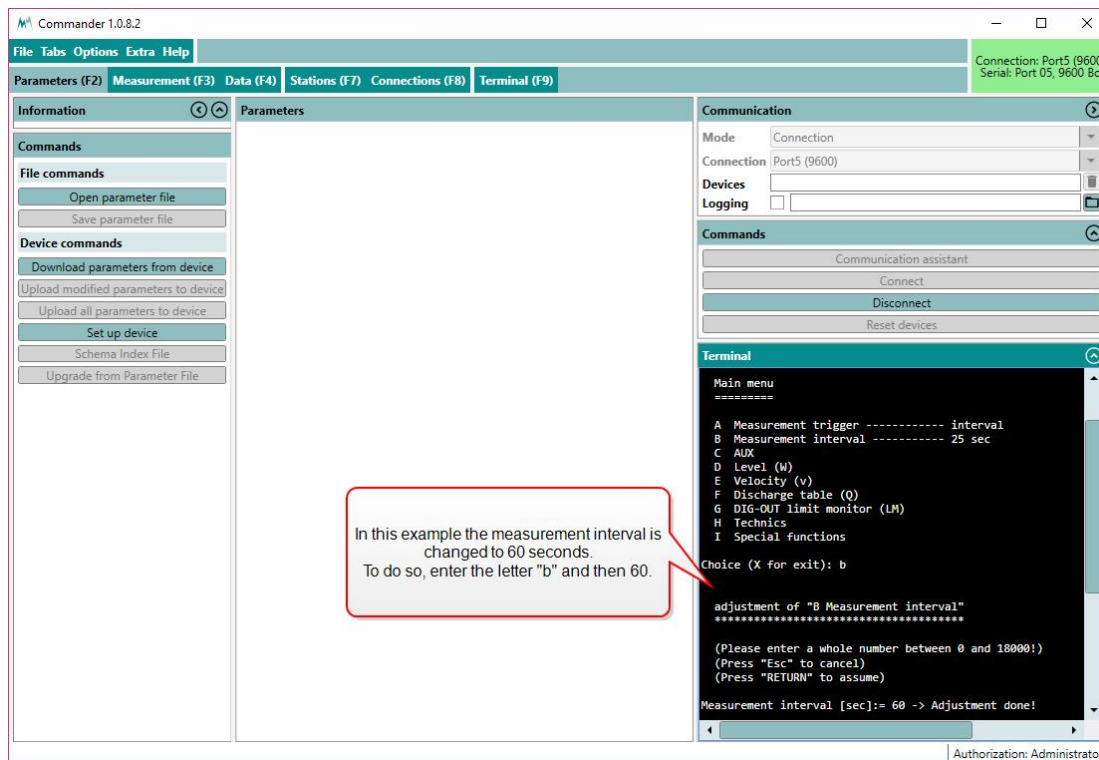 Commander 1.0.8.2
File Tabs Options Extra Help
Connection: Port5 (9600
Serial: Port 05, 9600 Bd
Parameters (F2) Measurement (F3) Data (F4) Stations (F7) Connections (F8) Terminal (F9)
Information
Commands
File commands
Open parameter file
Save parameter file
Device commands
Download parameters from device
Upload modified parameters to device
Upload all parameters to device
Set up device
Schema Index File
Upgrade from Parameter File
Parameters
In this example the measurement interval is
changed to 60 seconds.
To do so, enter the letter "b" and then 60.
Communication
Mode Connection
Connection Port5 (9600)
Devices
Logging
Commands
Communication assistant
Connect
Disconnect
Reset devices
Terminal
Main menu
=========
A Measurement trigger ------------ interval
B Measurement interval ----------- 25 sec
C AUX
D Level (W)
E Velocity (v)
F Discharge table (Q)
G DIG-OUT limit monitor (LM)
H Technics
I Special functions
Choice (X for exit): b
adjustment of "B Measurement interval"
**************************************
(Please enter a whole number between 0 and 18000!)
(Press "Esc" to cancel)
(Press "RETURN" to assume)
Measurement interval [sec]:= 60 -> Adjustment done!
Authorization: Administrato